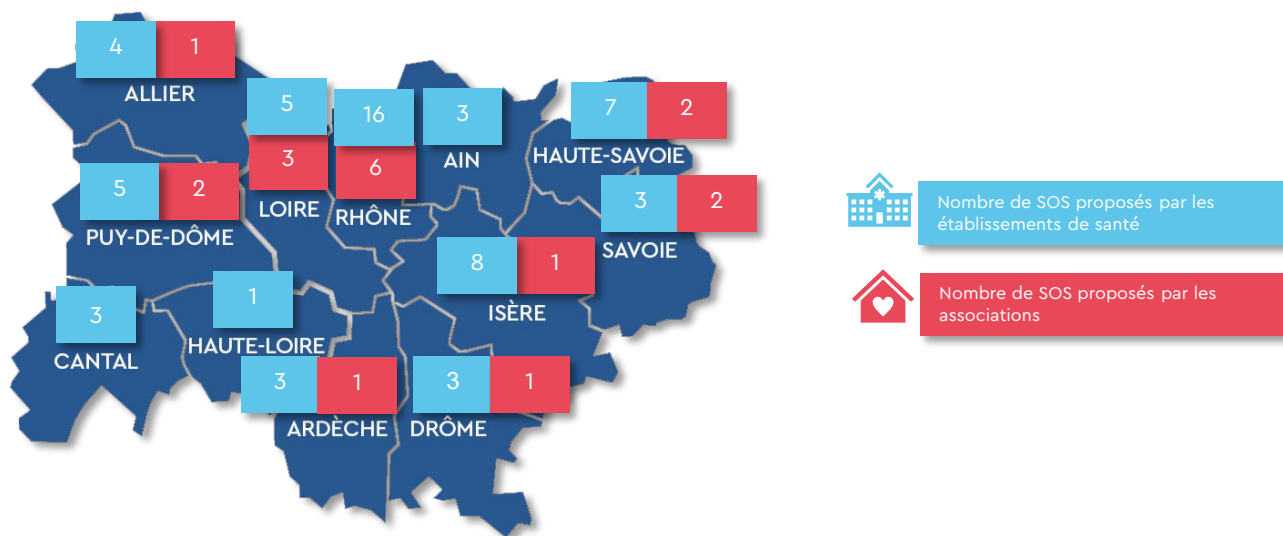 4 1
ALLIER
5
16
3
7 2
3
6
AIN
HAUTE-SAVOIE
5 2
LOIRE
RHÔNE
3 2
PUY-DE-DÔME
SAVOIE
8 1
ISÈRE
3
CANTAL
1
HAUTE-LOIRE
3 1
ARDÈCHE
3 1
DRÔME
Nombre de SOS proposés par les
établissements de santé
Nombre de SOS proposés par les
associations